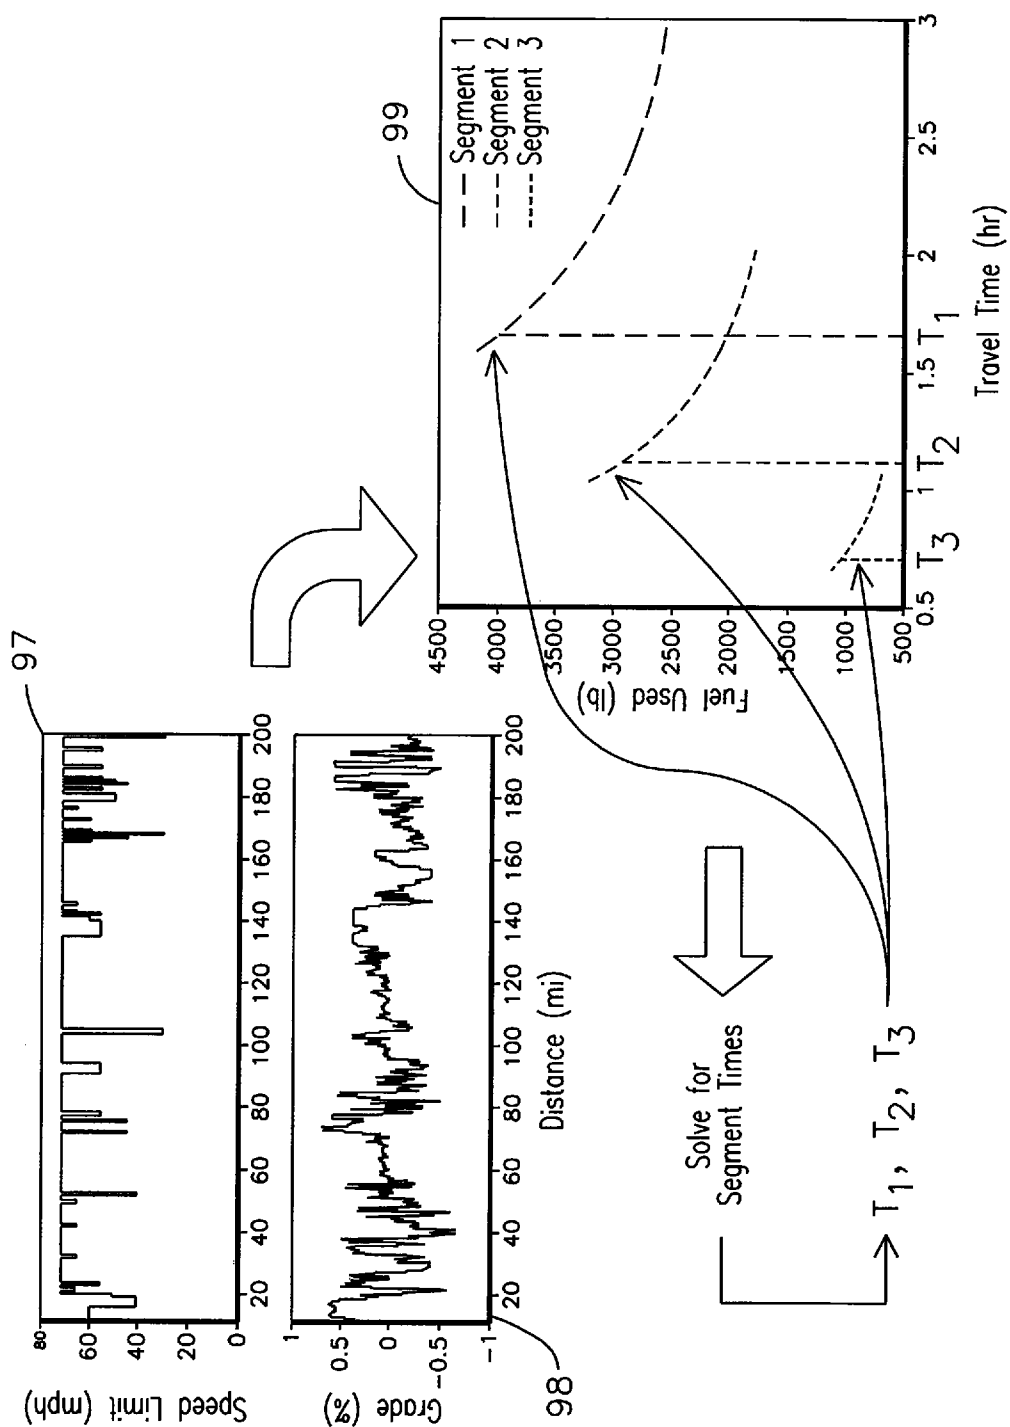 97
Speed Limit (mph)
80
60
40
20
0
20 40 60 80 100 120 140 160 180 200
98
Grade (%)
1
0.5
0
-0.5
-1
20 40 60 80 100 120 140 160 180 200
Distance (mi)
99
Fuel Used (lb)
4500
4000
3500
3000
2500
2000
1500
1000
500
Segment 1
Segment 2
Segment 3
0.5 T3 1 T2 1.5 T1 2 2.5 3
Travel Time (hr)
Solve for
Segment Times
T1, T2, T3